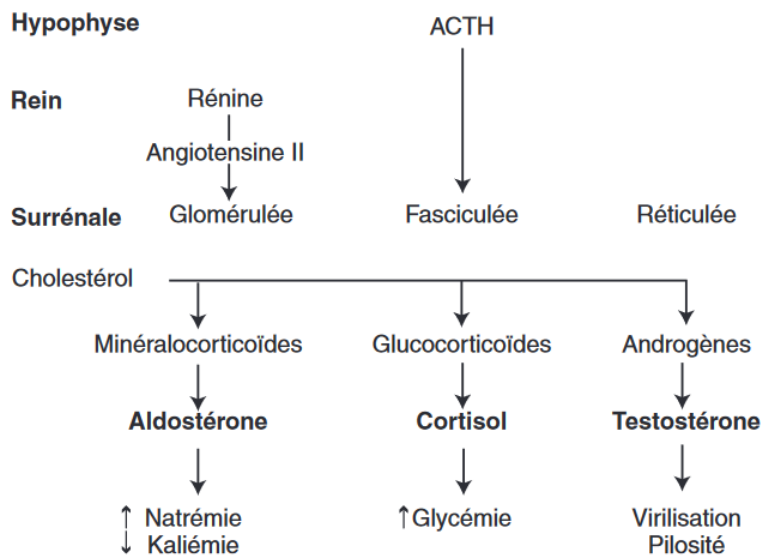 Hypophyse ACTH
Rein Rénine
Angiotensine II
Surrénale Glomérulée Fasciculée Réticulée
Cholestérol
Minéralocorticoïdes Glucocorticoïdes Androgènes
Aldostérone Cortisol Testostérone
↑ Natrémie ↑ Glycémie Virilisation
↓ Kaliémie Pilosité